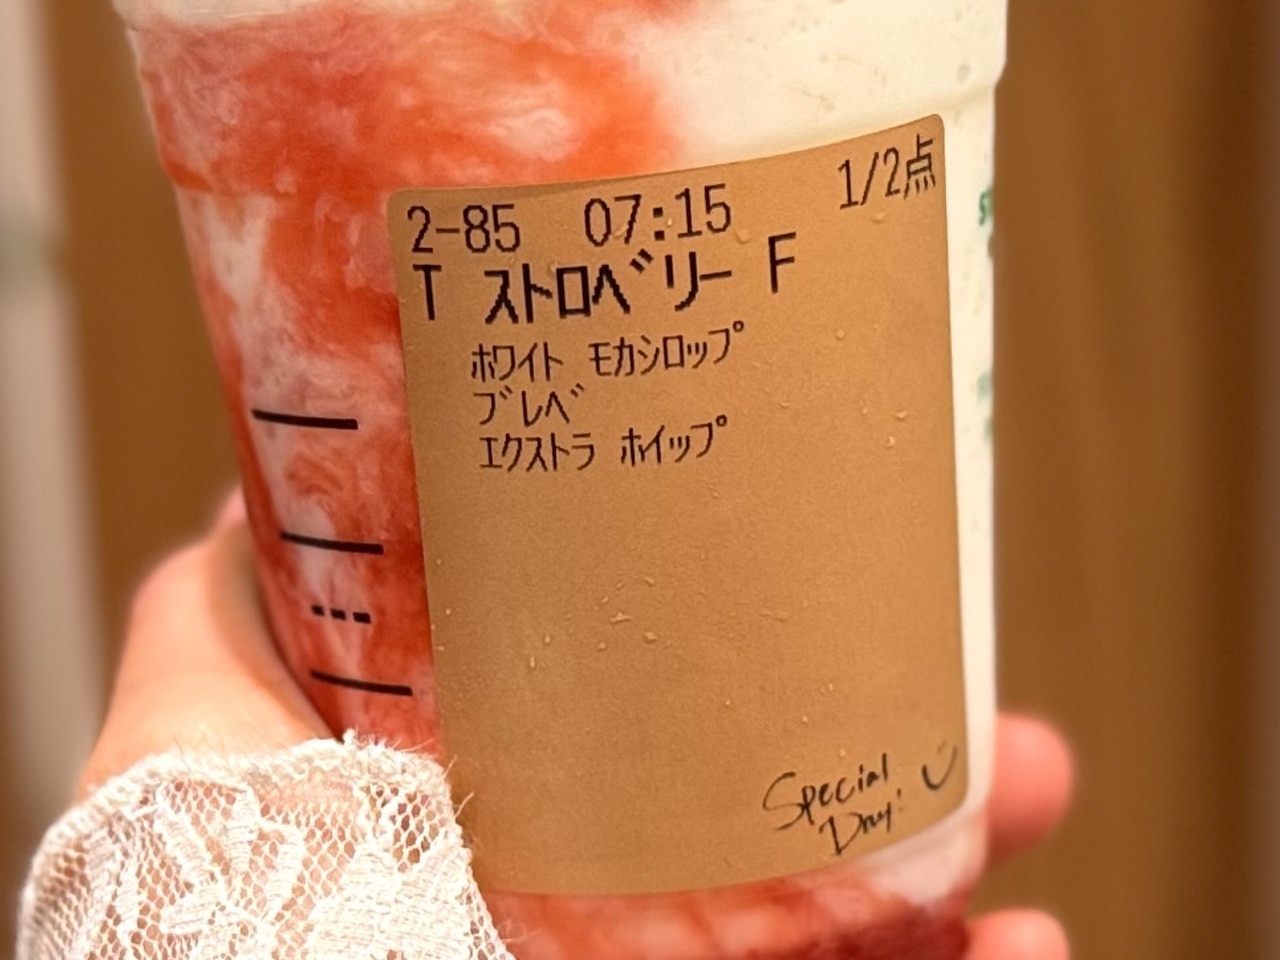 2-85 07:15 1/2点
T ストロベリー F
ホワイト モカシロップ
ブレベ
エクストラ ホイップ
Special
Day!